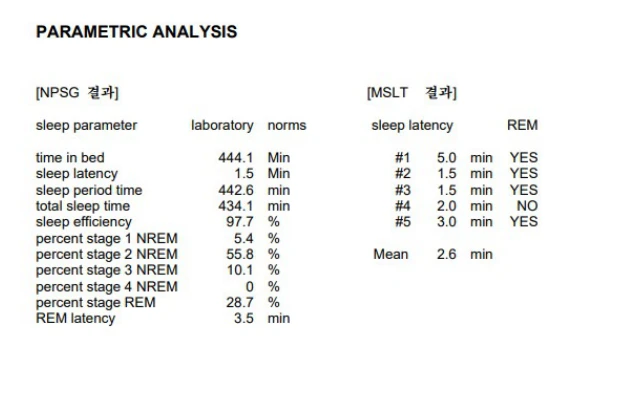 PARAMETRIC ANALYSIS
[NPSG 결과]
sleep parameter laboratory norms
time in bed 444.1 Min
sleep latency 1.5 Min
sleep period time 442.6 min
total sleep time 434.1 min
sleep efficiency 97.7 %
percent stage 1 NREM 5.4 %
percent stage 2 NREM 55.8 %
percent stage 3 NREM 10.1 %
percent stage 4 NREM 0 %
percent stage REM 28.7 %
REM latency 3.5 min
[MSLT 결과]
sleep latency REM
#1 5.0 min YES
#2 1.5 min YES
#3 1.5 min YES
#4 2.0 min NO
#5 3.0 min YES
Mean 2.6 min